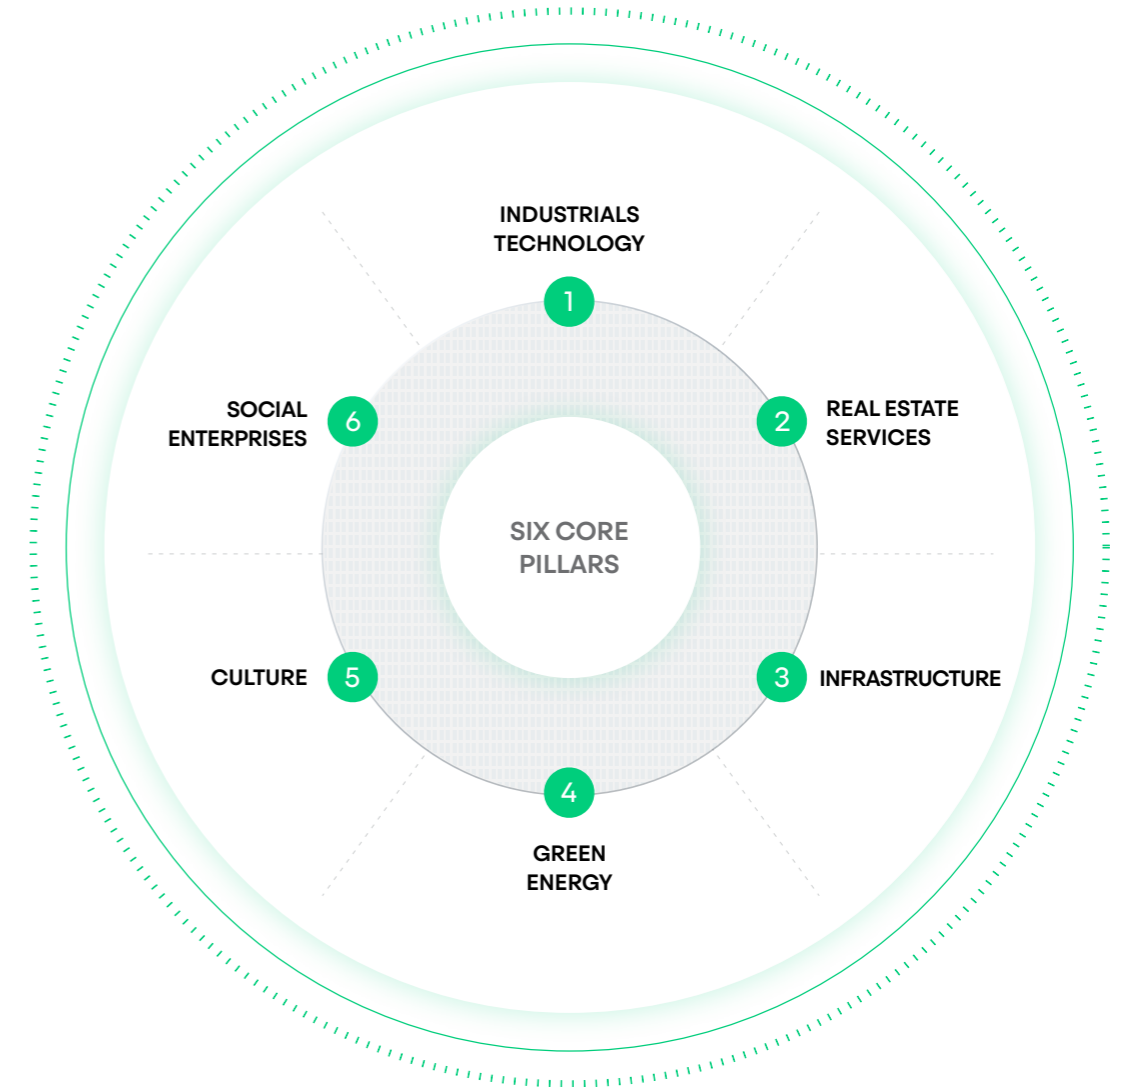 INDUSTRIALS
TECHNOLOGY
1
REAL ESTATE
SERVICES
2
INFRASTRUCTURE
3
4
GREEN
ENERGY
CULTURE
5
SOCIAL
ENTERPRISES
6
SIX CORE
PILLARS